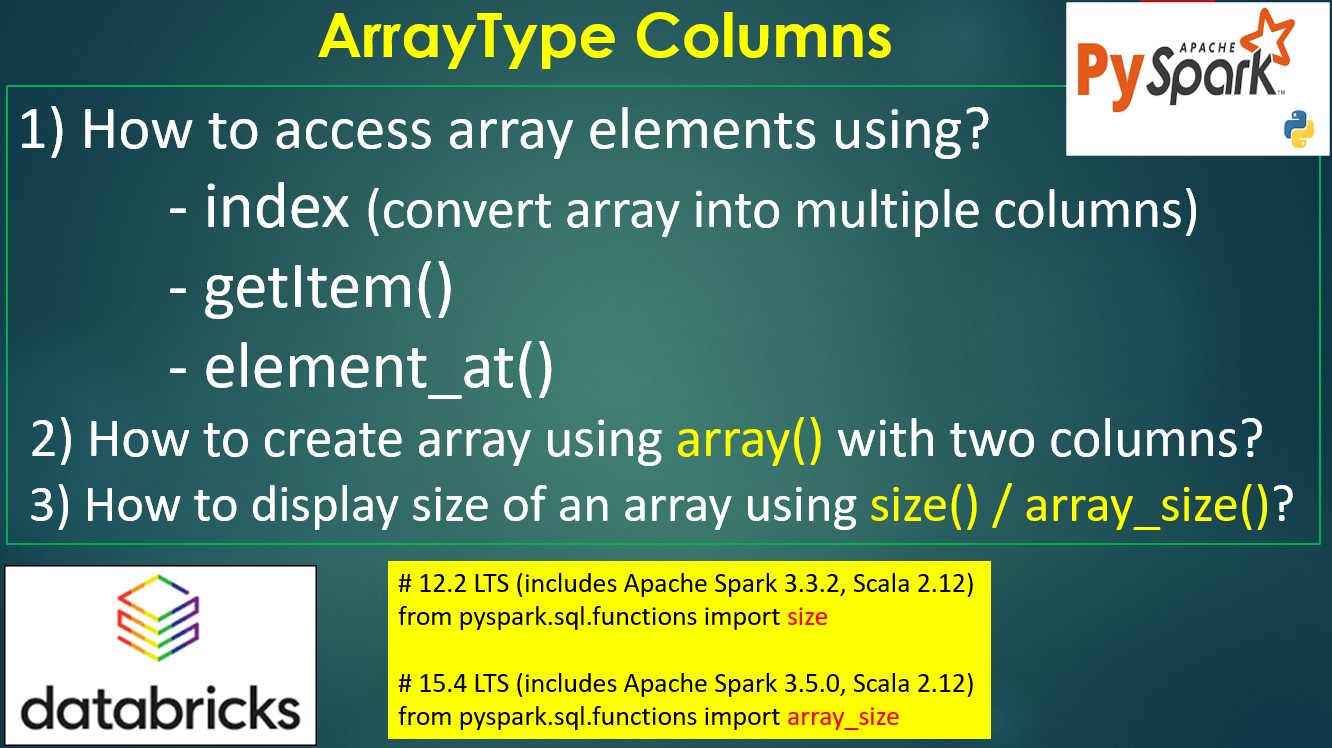 ArrayType Columns
APACHE
PySpark™
1) How to access array elements using?
- index (convert array into multiple columns)
- getItem()
- element_at()
2) How to create array using array() with two columns?
3) How to display size of an array using size() / array_size()?
databricks
# 12.2 LTS (includes Apache Spark 3.3.2, Scala 2.12)
from pyspark.sql.functions import size
# 15.4 LTS (includes Apache Spark 3.5.0, Scala 2.12)
from pyspark.sql.functions import array_size